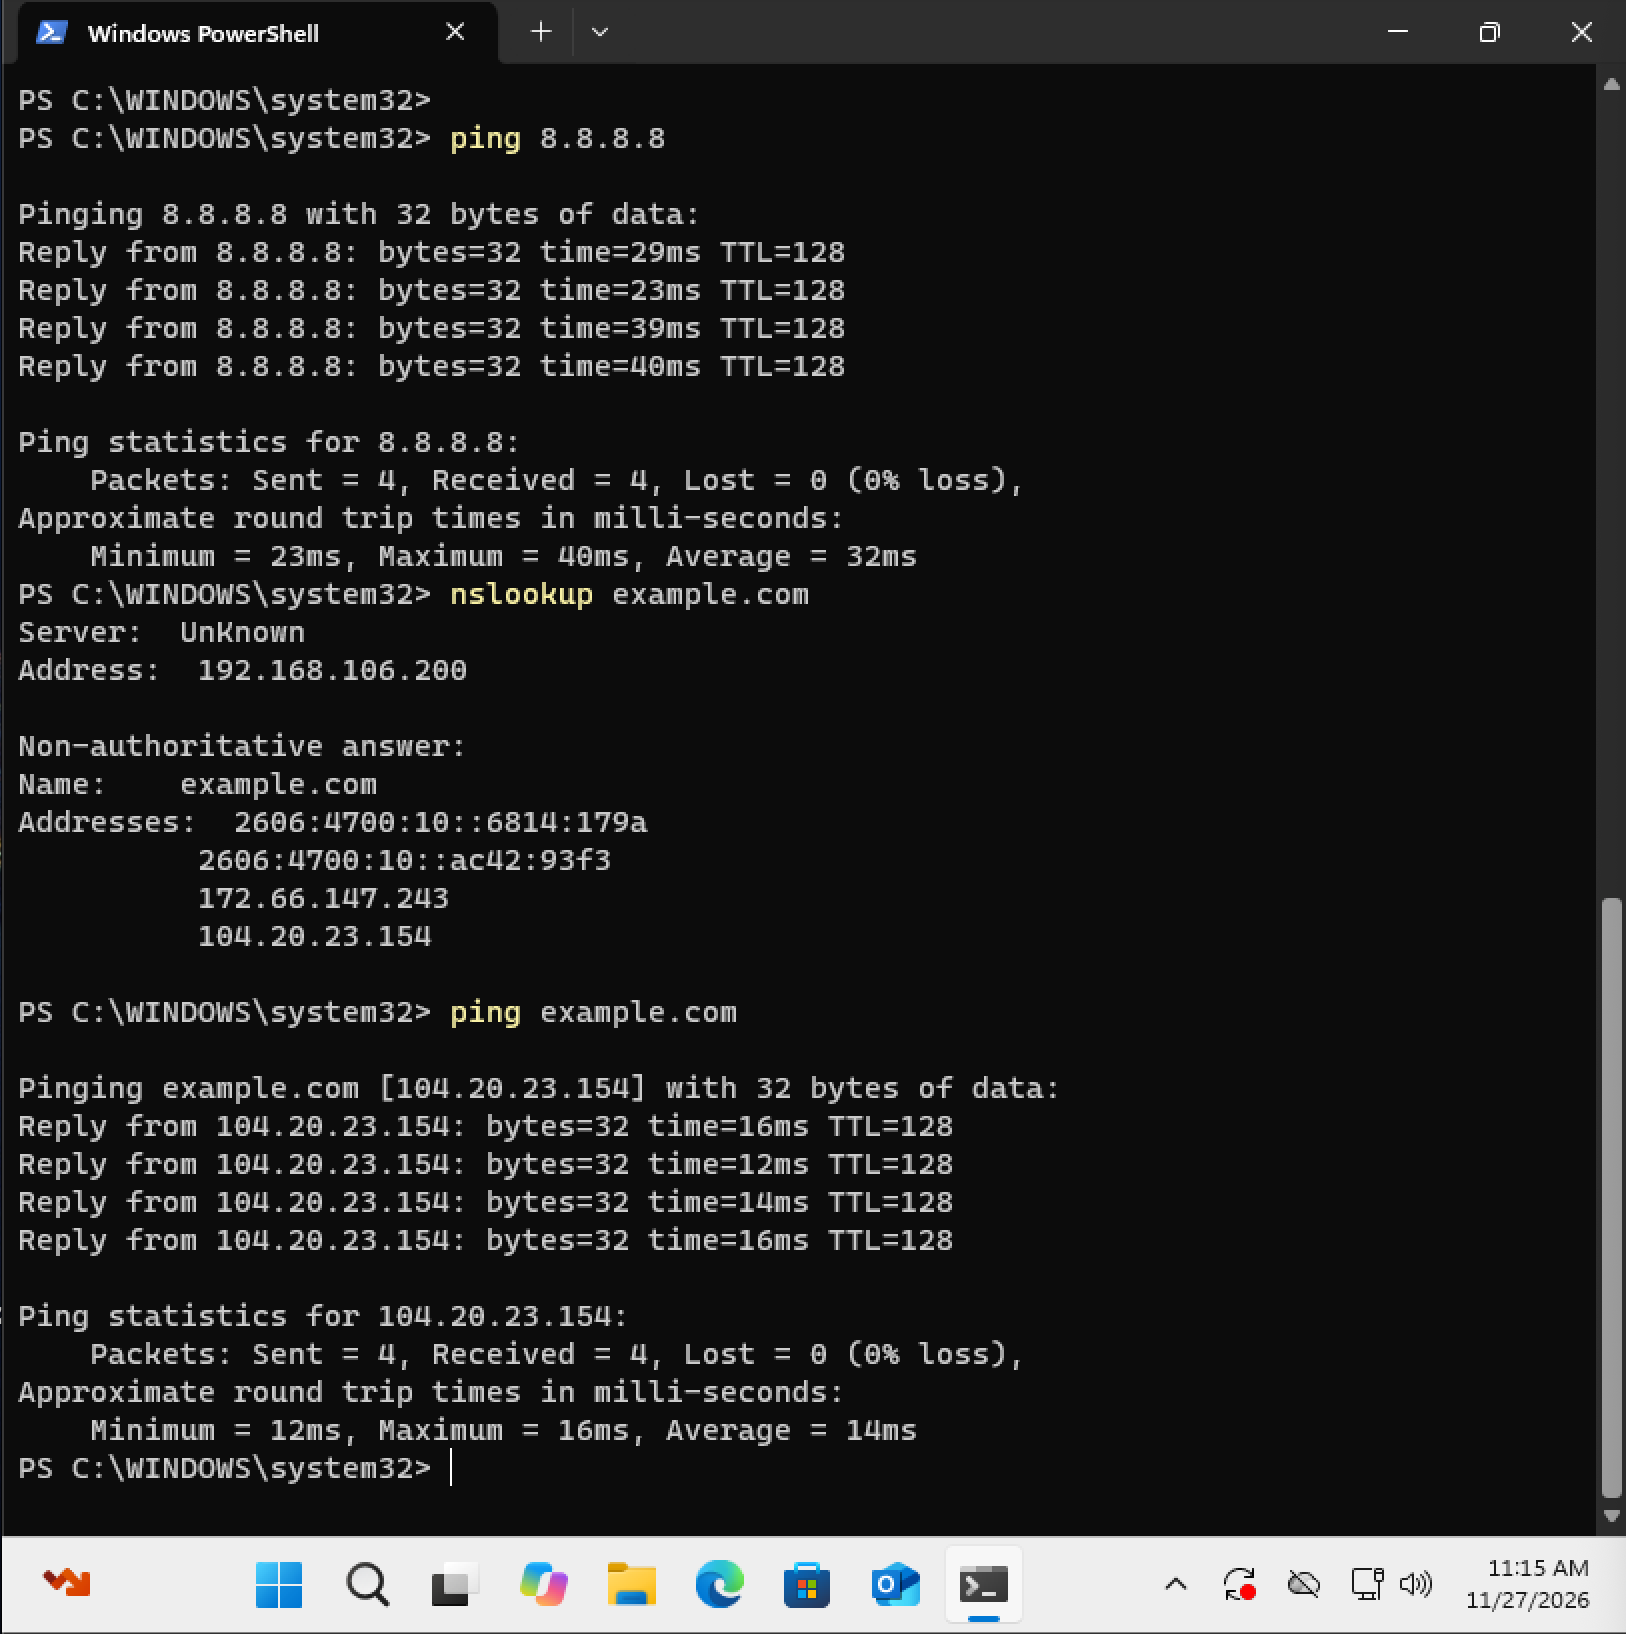 Windows PowerShell
PS C:\WINDOWS\system32>
PS C:\WINDOWS\system32> ping 8.8.8.8
Pinging 8.8.8.8 with 32 bytes of data:
Reply from 8.8.8.8: bytes=32 time=29ms TTL=128
Reply from 8.8.8.8: bytes=32 time=23ms TTL=128
Reply from 8.8.8.8: bytes=32 time=39ms TTL=128
Reply from 8.8.8.8: bytes=32 time=40ms TTL=128
Ping statistics for 8.8.8.8:
    Packets: Sent = 4, Received = 4, Lost = 0 (0% loss),
Approximate round trip times in milli-seconds:
    Minimum = 23ms, Maximum = 40ms, Average = 32ms
PS C:\WINDOWS\system32> nslookup example.com
Server:  UnKnown
Address:  192.168.106.200
Non-authoritative answer:
Name:    example.com
Addresses:  2606:4700:10::6814:179a
          2606:4700:10::ac42:93f3
          172.66.147.243
          104.20.23.154
PS C:\WINDOWS\system32> ping example.com
Pinging example.com [104.20.23.154] with 32 bytes of data:
Reply from 104.20.23.154: bytes=32 time=16ms TTL=128
Reply from 104.20.23.154: bytes=32 time=12ms TTL=128
Reply from 104.20.23.154: bytes=32 time=14ms TTL=128
Reply from 104.20.23.154: bytes=32 time=16ms TTL=128
Ping statistics for 104.20.23.154:
    Packets: Sent = 4, Received = 4, Lost = 0 (0% loss),
Approximate round trip times in milli-seconds:
    Minimum = 12ms, Maximum = 16ms, Average = 14ms
PS C:\WINDOWS\system32>
11:15 AM
11/27/2026